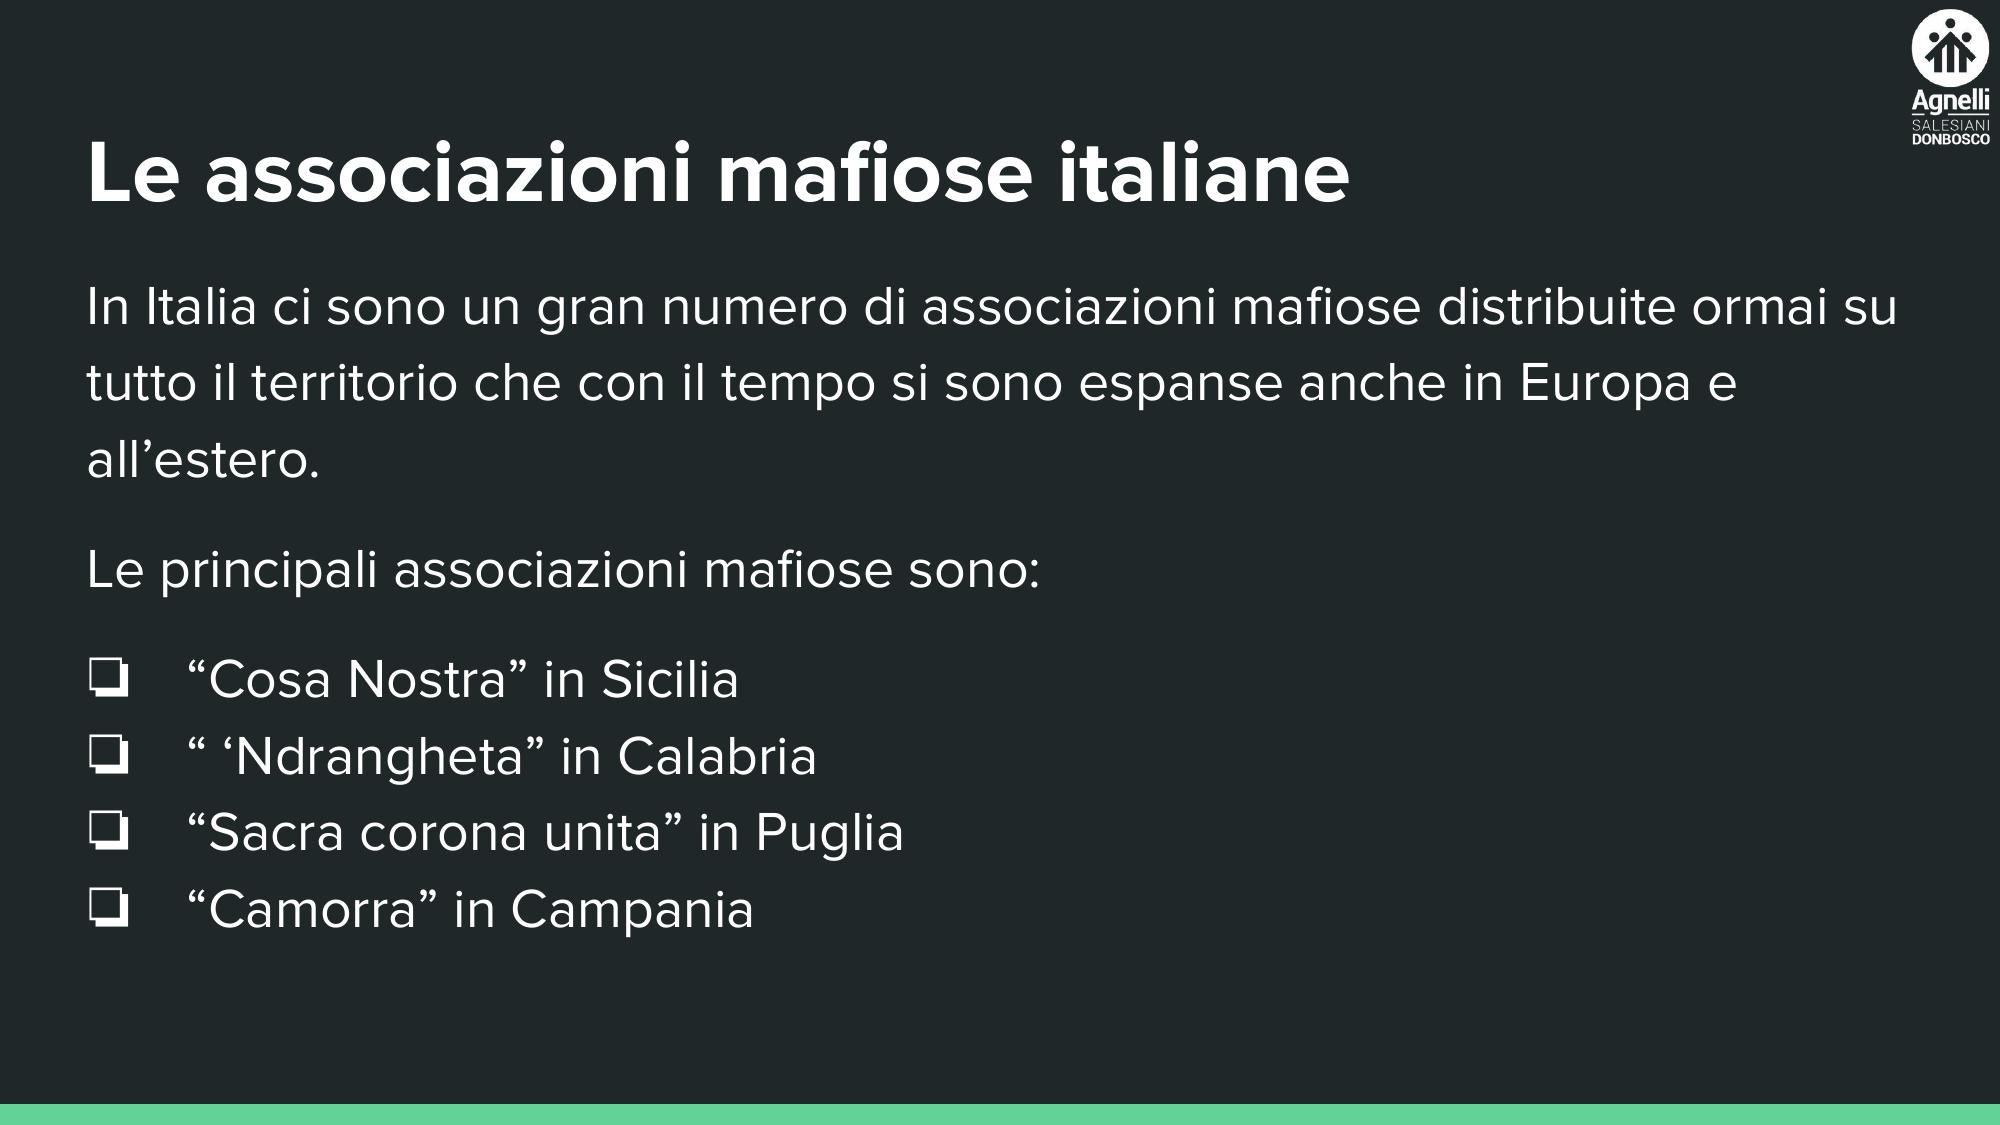 Agnelli
SALESIANI
DONBOSCO
Le associazioni mafiose italiane
In Italia ci sono un gran numero di associazioni mafiose distribuite ormai su
tutto il territorio che con il tempo si sono espanse anche in Europa e
all’estero.
Le principali associazioni mafiose sono:
❏ “Cosa Nostra” in Sicilia
❏ “ ‘Ndrangheta” in Calabria
❏ “Sacra corona unita” in Puglia
❏ “Camorra” in Campania